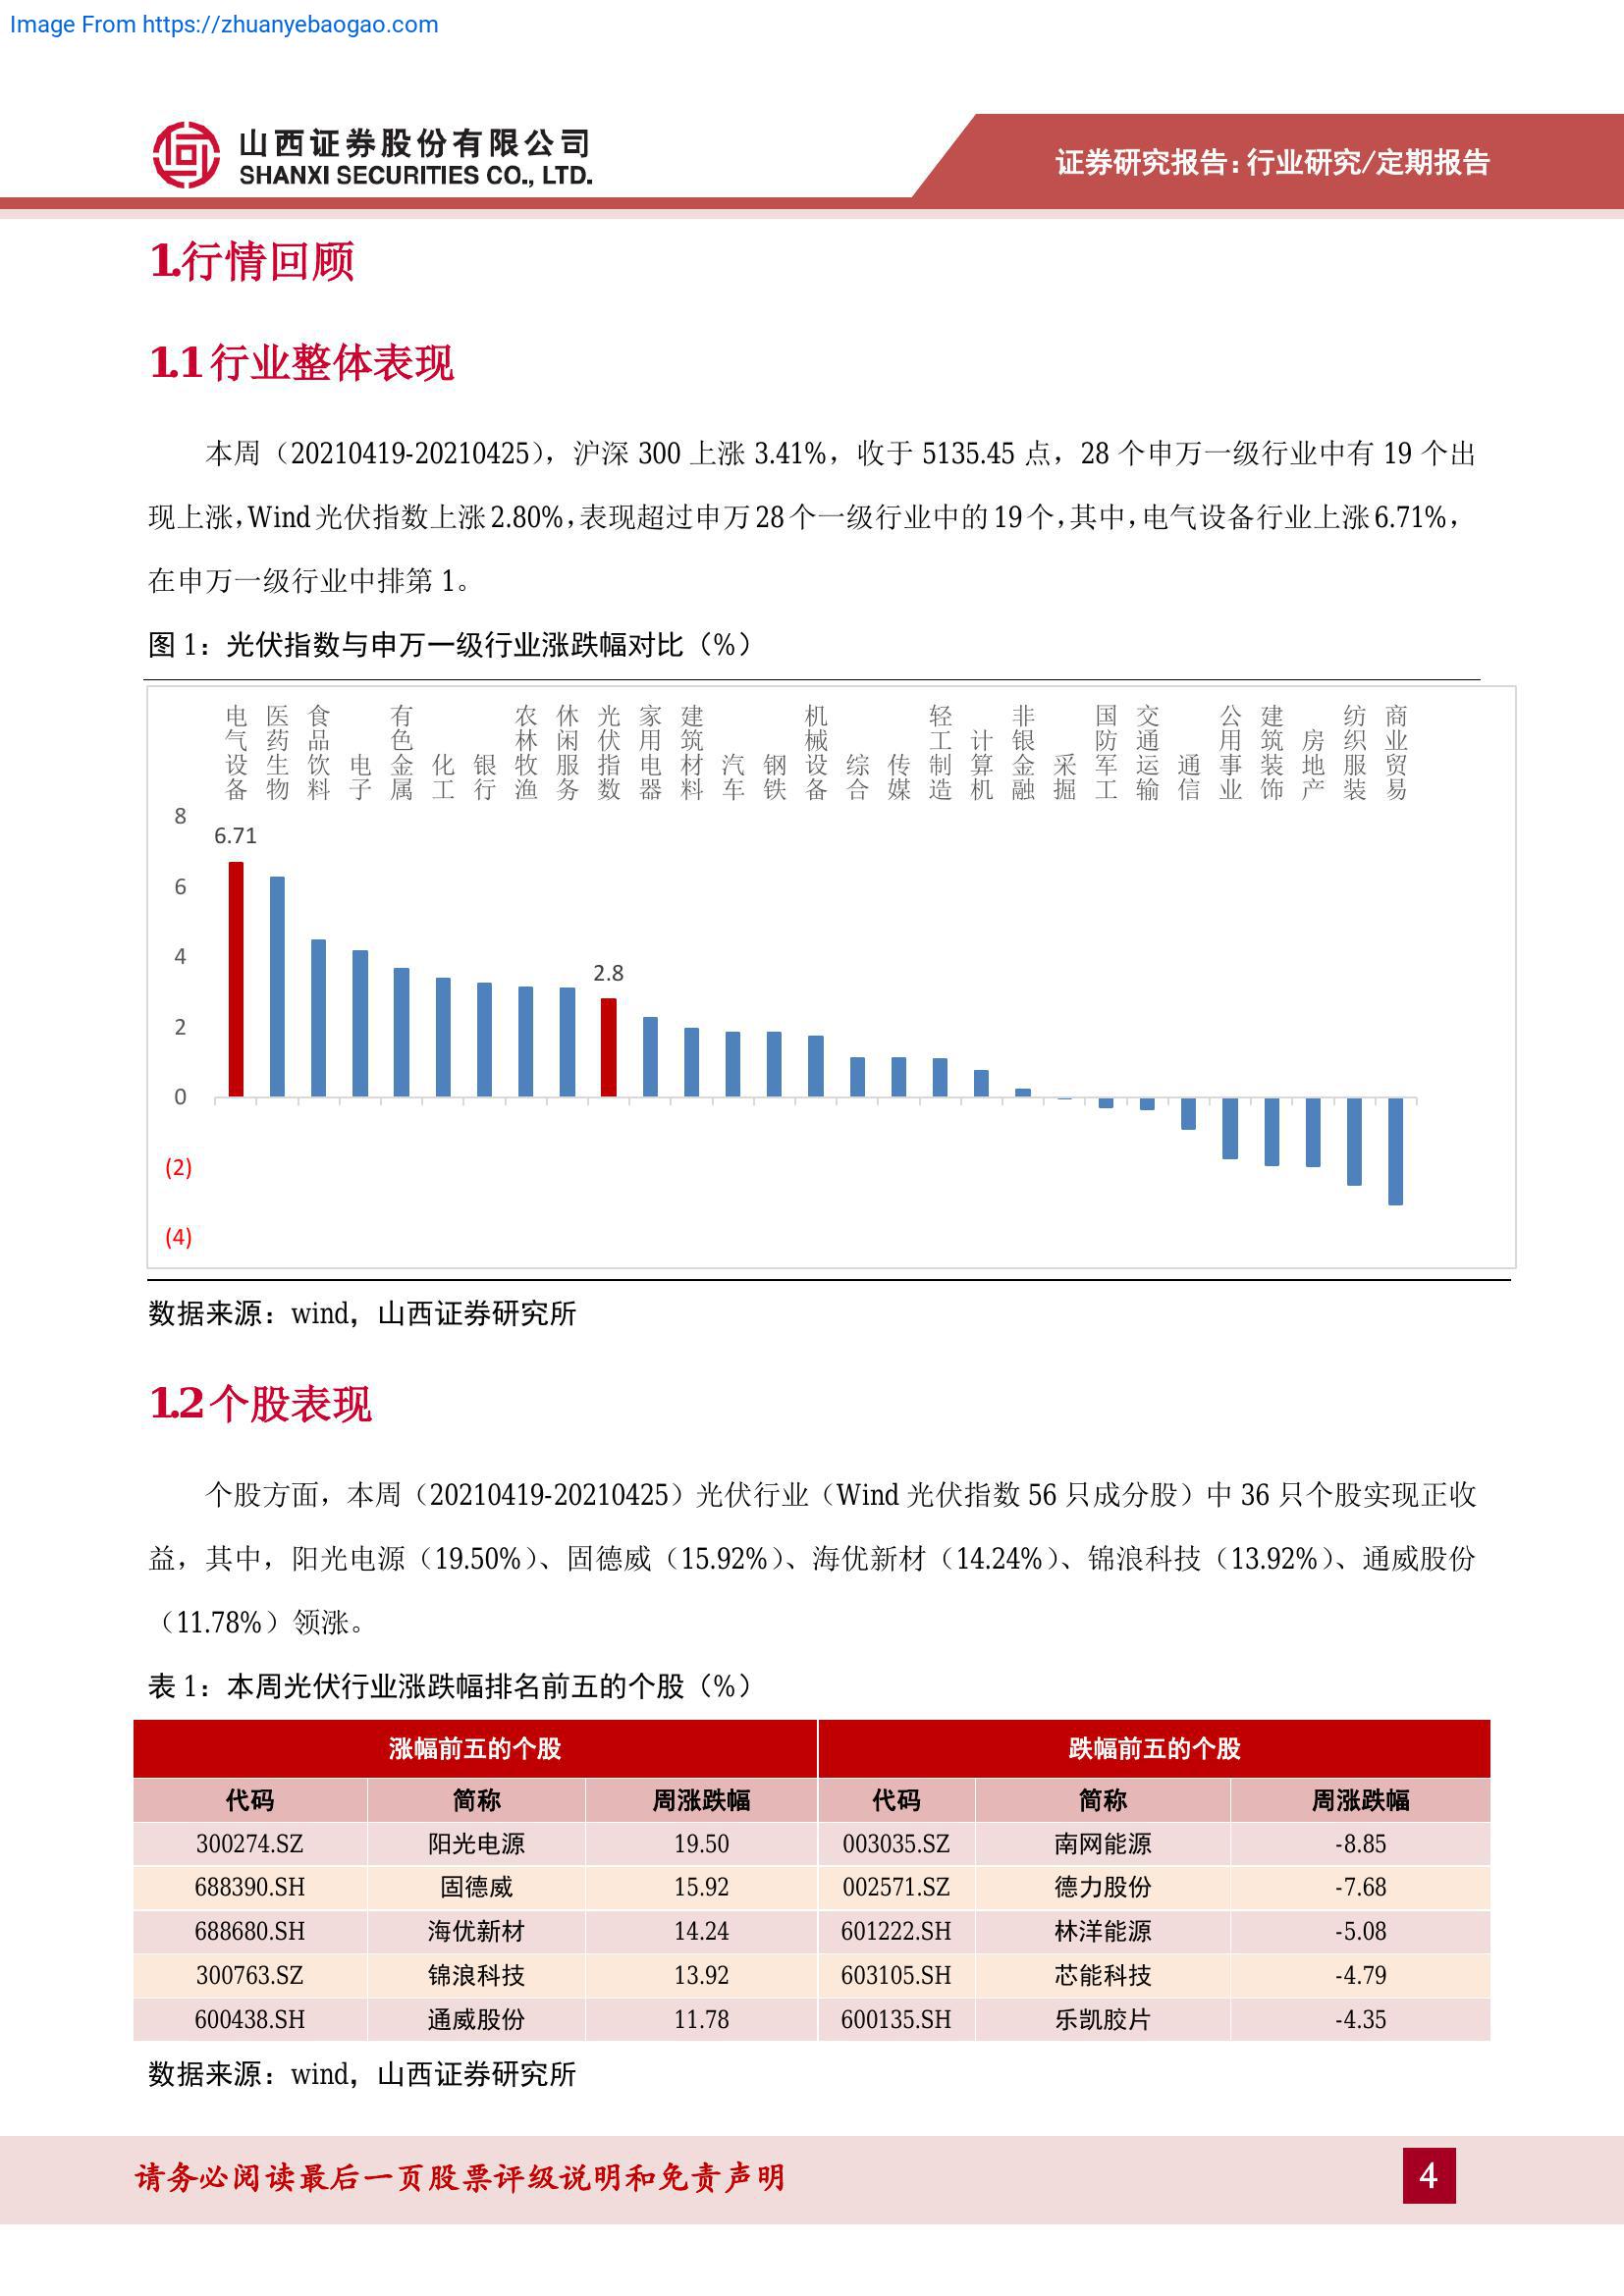 Image From https://zhuanyebaogao.com
山西证券股份有限公司
SHANXI SECURITIES CO., LTD.
证券研究报告：行业研究/定期报告
1.行情回顾
1.1 行业整体表现
本周（20210419-20210425），沪深 300 上涨 3.41%，收于 5135.45 点，28 个申万一级行业中有 19 个出
现上涨，Wind 光伏指数上涨 2.80%，表现超过申万 28 个一级行业中的 19 个，其中，电气设备行业上涨 6.71%，
在申万一级行业中排第 1。
图 1：光伏指数与申万一级行业涨跌幅对比（%）
电气设备 医药生物 食品饮料 电子 有色金属 化工 银行 农林牧渔 休闲服务 光伏指数 家用电器 建筑材料 汽车 钢铁 机械设备 综合 传媒 轻工制造 计算机 非银金融 采掘 国防军工 交通运输 通信 公用事业 建筑装饰 房地产 纺织服装 商业贸易
8
6.71
6
4
2.8
2
0
(2)
(4)
数据来源：wind，山西证券研究所
1.2 个股表现
个股方面，本周（20210419-20210425）光伏行业（Wind 光伏指数 56 只成分股）中 36 只个股实现正收
益，其中，阳光电源（19.50%）、固德威（15.92%）、海优新材（14.24%）、锦浪科技（13.92%）、通威股份
（11.78%）领涨。
表 1：本周光伏行业涨跌幅排名前五的个股（%）
涨幅前五的个股 跌幅前五的个股
代码 简称 周涨跌幅 代码 简称 周涨跌幅
300274.SZ 阳光电源 19.50 003035.SZ 南网能源 -8.85
688390.SH 固德威 15.92 002571.SZ 德力股份 -7.68
688680.SH 海优新材 14.24 601222.SH 林洋能源 -5.08
300763.SZ 锦浪科技 13.92 603105.SH 芯能科技 -4.79
600438.SH 通威股份 11.78 600135.SH 乐凯胶片 -4.35
数据来源：wind，山西证券研究所
请务必阅读最后一页股票评级说明和免责声明
4